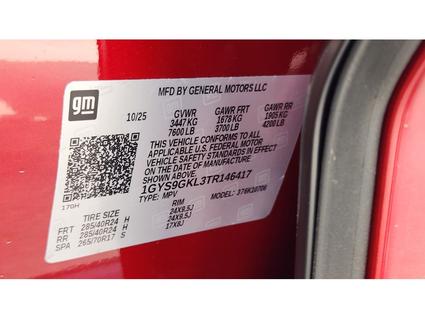 gm
MFD BY GENERAL MOTORS LLC
10/25 GVWR GAWR FRT GAWR RR
3447 KG 1678 KG 1905 KG
7600 LB 3700 LB 4200 LB
THIS VEHICLE CONFORMS TO ALL
APPLICABLE U.S. FEDERAL MOTOR
VEHICLE SAFETY STANDARDS IN EFFECT
ON THE DATE OF MANUFACTURE
SHOWN ABOVE.
1GYS9GKL3TR146417
TYPE: MPV MODEL: 376K10706
TIRE SIZE RIM
FRT 285/40R24 H 24X9.5J
RR 285/40R24 H 24X9.5J
SPA 265/70R17 S 17X8J